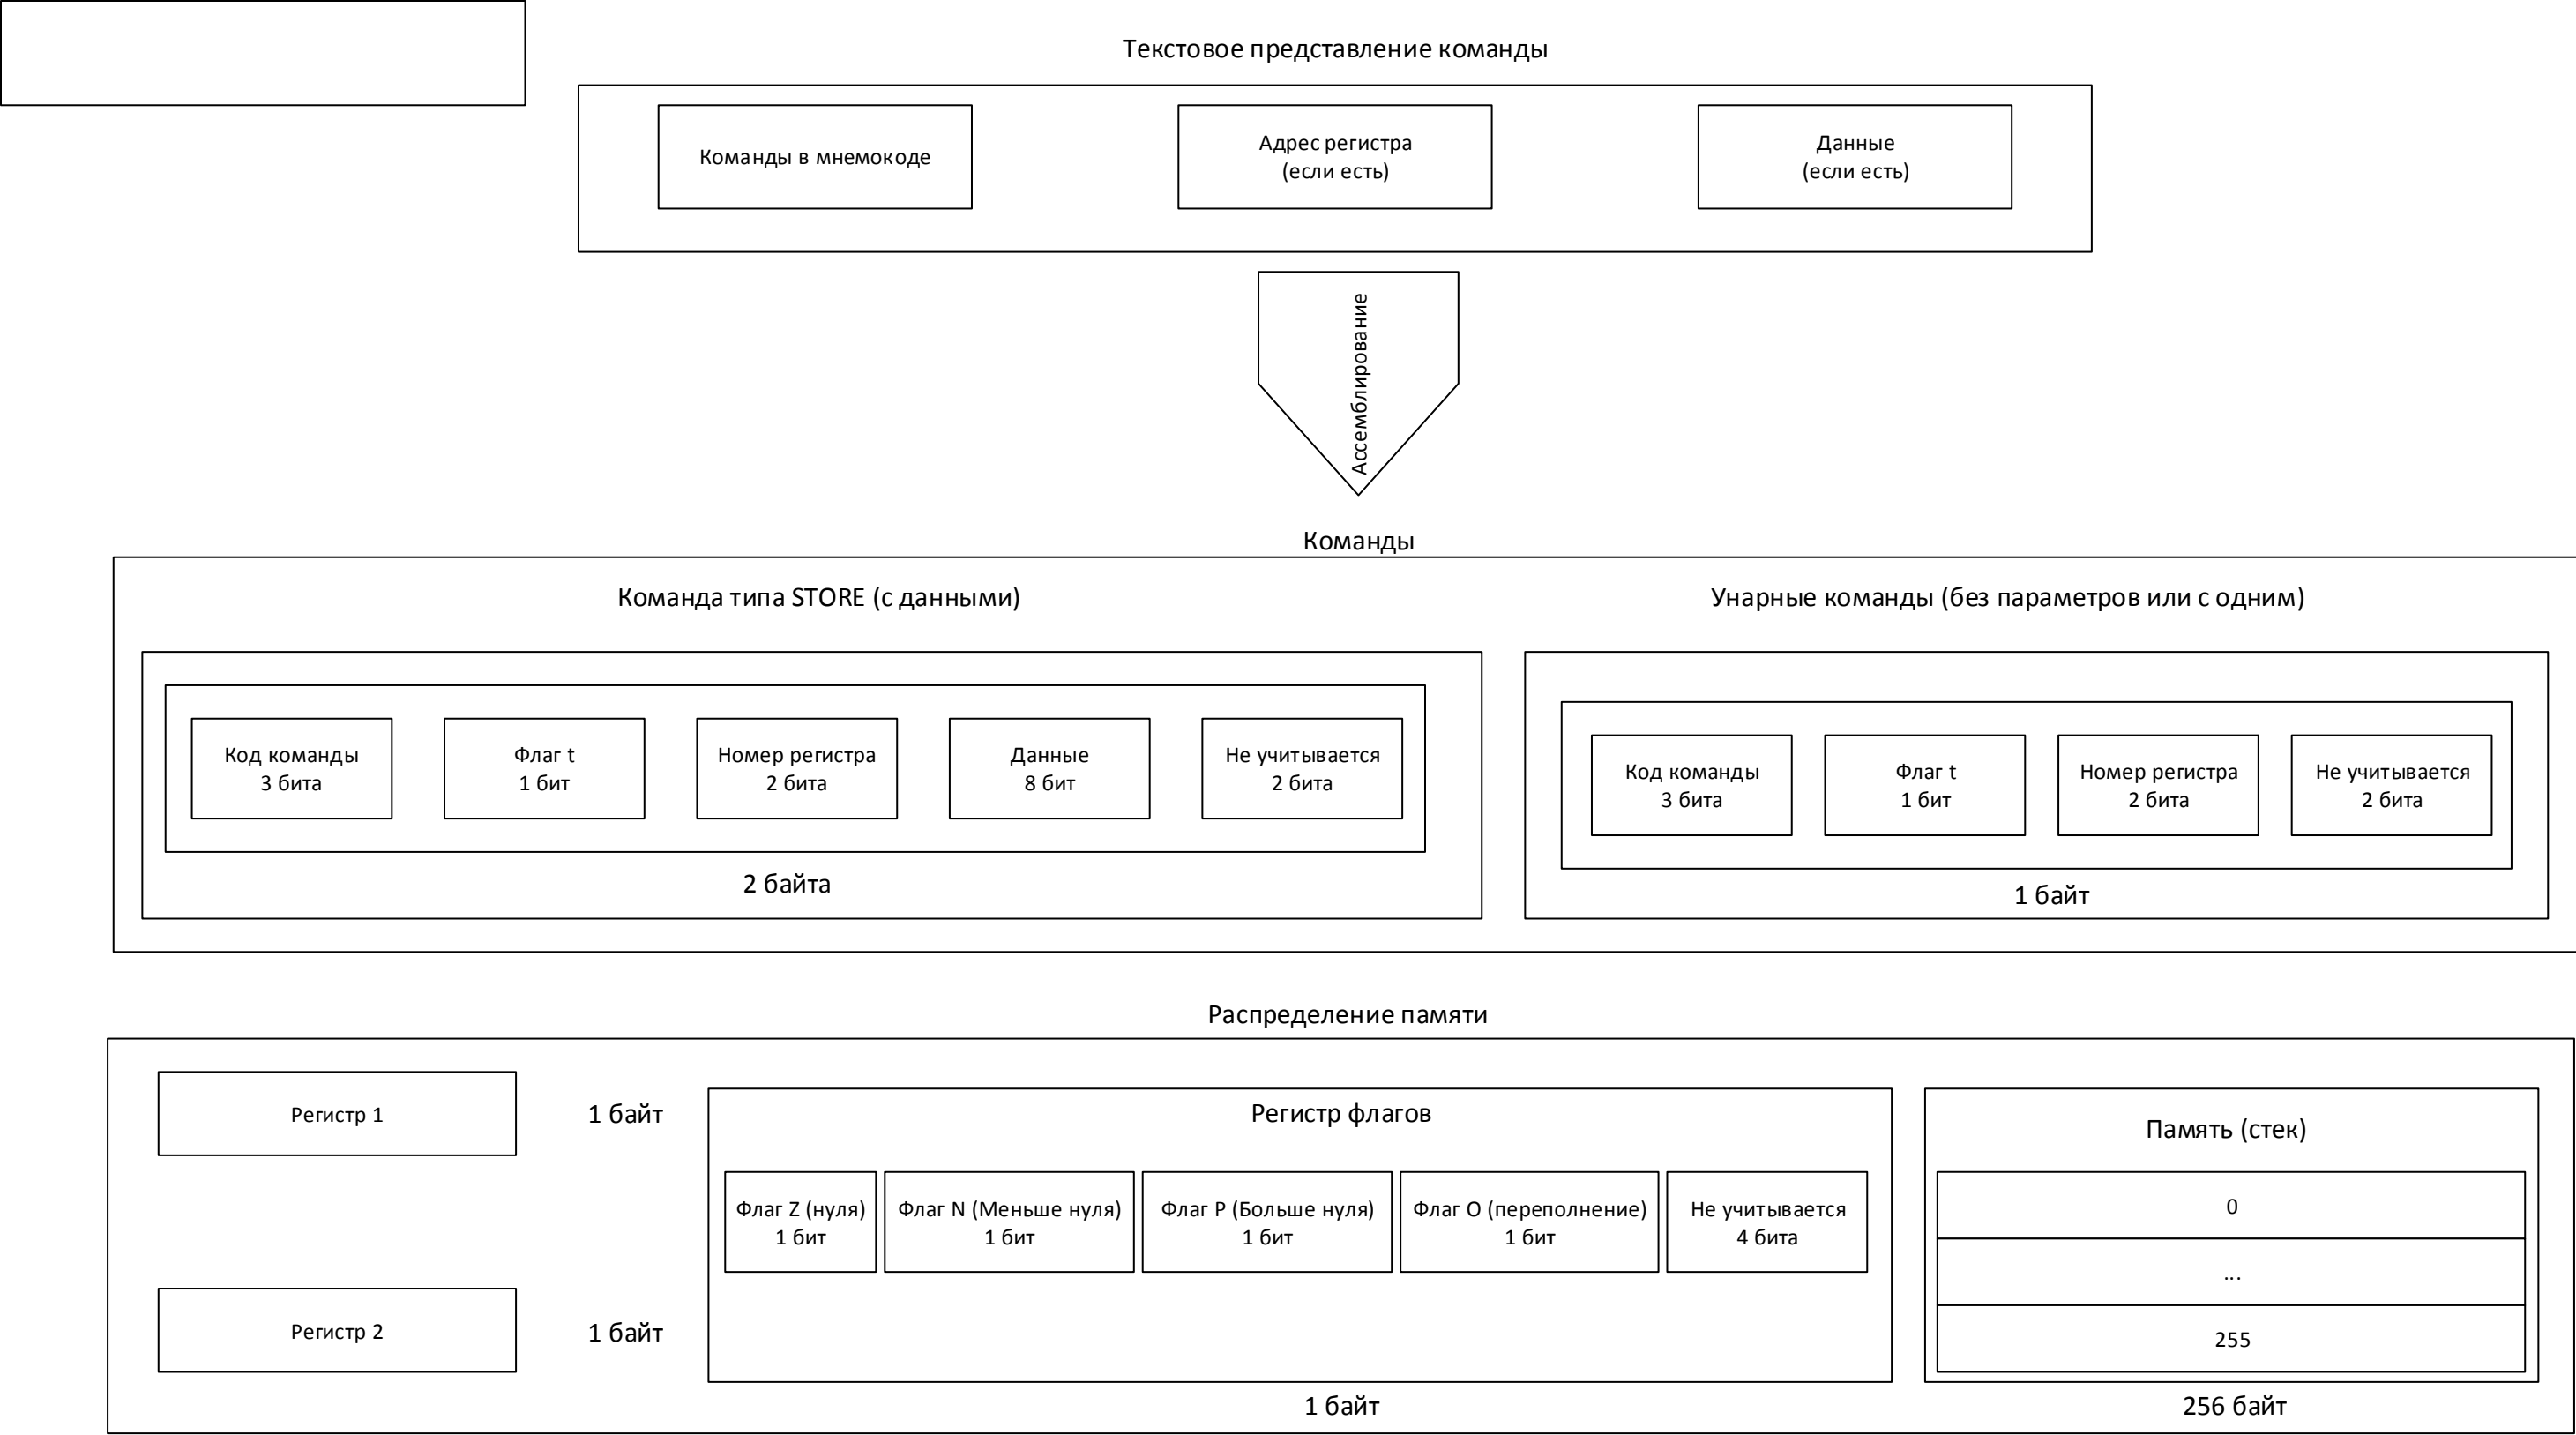 Текстовое представление команды
Команды в мнемокоде
Адрес регистра
(если есть)
Данные
(если есть)
Ассемблирование
Команды
Команда типа STORE (с данными)
Код команды
3 бита
Флаг t
1 бит
Номер регистра
2 бита
Данные
8 бит
Не учитывается
2 бита
2 байта
Унарные команды (без параметров или с одним)
Код команды
3 бита
Флаг t
1 бит
Номер регистра
2 бита
Не учитывается
2 бита
1 байт
Распределение памяти
Регистр 1
1 байт
Регистр 2
1 байт
Регистр флагов
Флаг Z (нуля)
1 бит
Флаг N (Меньше нуля)
1 бит
Флаг P (Больше нуля)
1 бит
Флаг O (переполнение)
1 бит
Не учитывается
4 бита
1 байт
Память (стек)
0
...
255
256 байт